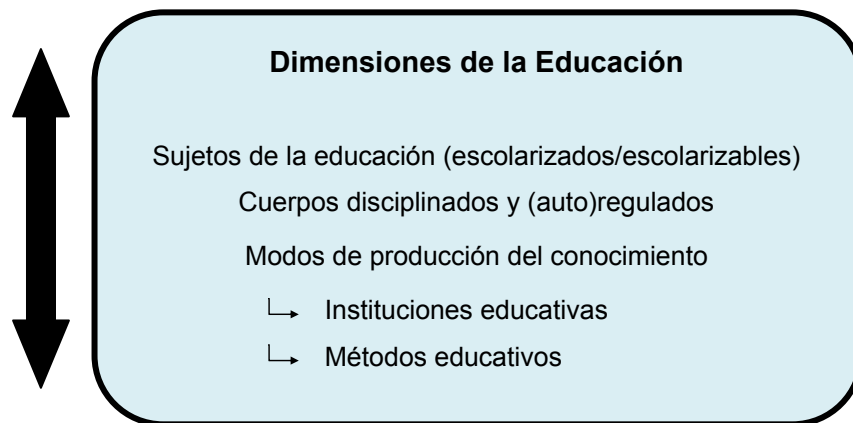 Dimensiones de la Educación
Sujetos de la educación (escolarizados/escolarizables)
Cuerpos disciplinados y (auto)regulados
Modos de producción del conocimiento
Instituciones educativas
Métodos educativos